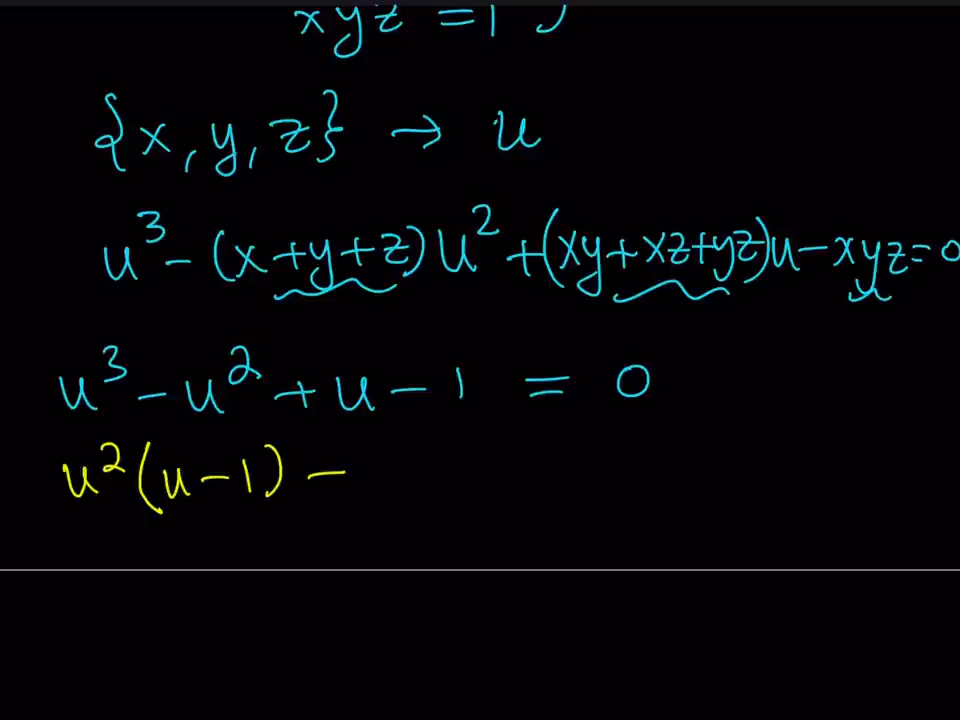 xyz = 1 }
{x, y, z} → u
u³ - (x+y+z)u² + (xy+xz+yz)u - xyz = 0
u³ - u² + u - 1 = 0
u²(u-1) -